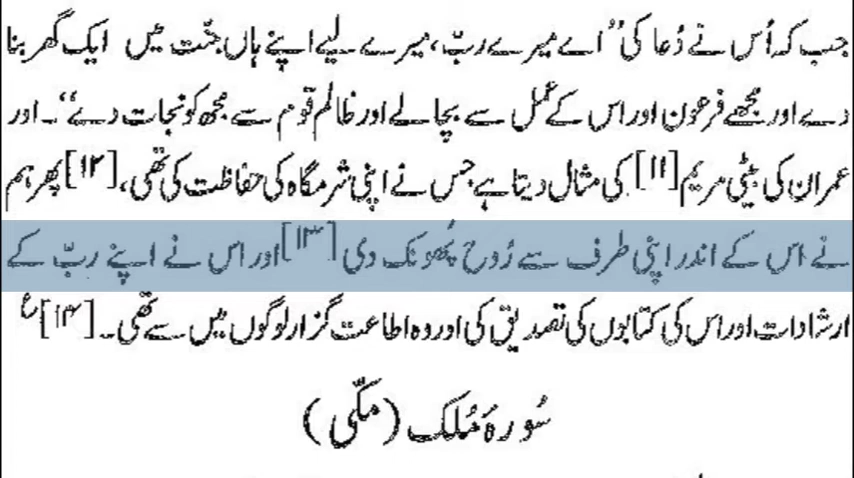 جب کہ اُس نے دُعا کی ”اے میرے ربّ، میرے لیے اپنے ہاں جنّت میں ایک گھر بنا
دے اور مجھے فرعون اور اس کے عمل سے بچا لے اور ظالم قوم سے مجھ کو نجات دے“۔ اور
عمران کی بیٹی مریم[۱۱] کی مثال دیتا ہے جس نے اپنی شرمگاہ کی حفاظت کی تھی،[۱۲] پھر ہم
نے اس کے اندر اپنی طرف سے رُوح پُھونک دی[۱۳] اور اس نے اپنے ربّ کے
ارشادات اور اس کی کتابوں کی تصدیق کی اور وہ اطاعت گزار لوگوں میں سے تھی۔[۱۴] ؏
سُورۂ مُلک (مکّی)